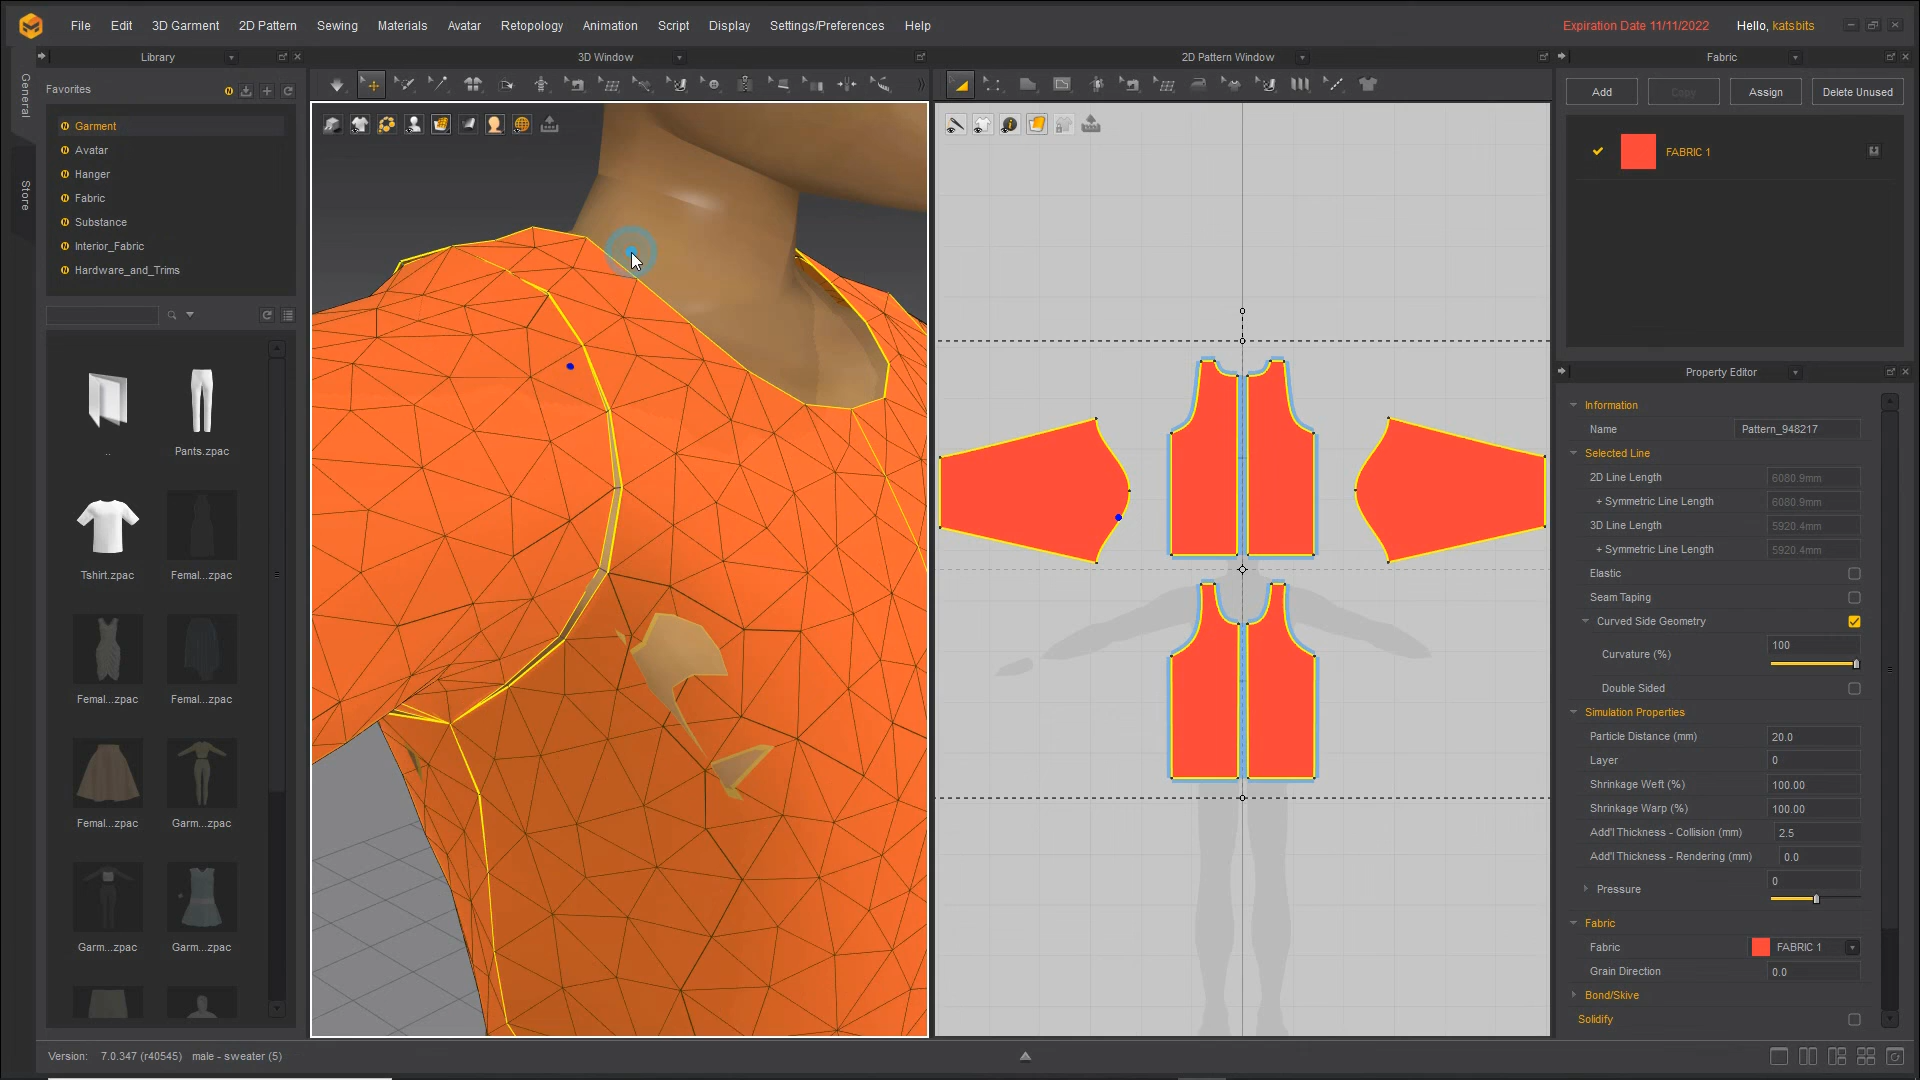 File Edit 3D Garment 2D Pattern Sewing Materials Avatar Retopology Animation Script Display Settings/Preferences Help
Expiration Date 11/11/2022 Hello, katsbits
Library 3D Window 2D Pattern Window Fabric
General
Store
Favorites
Garment
Avatar
Hanger
Fabric
Substance
Interior_Fabric
Hardware_and_Trims
.. Pants.zpac
Tshirt.zpac Femal...zpac
Femal...zpac Femal...zpac
Femal...zpac Garm...zpac
Garm...zpac Garm...zpac
Add Copy Assign Delete Unused
FABRIC 1
Property Editor
Information
Name Pattern_948217
Selected Line
2D Line Length 6080.9mm
+ Symmetric Line Length 6080.9mm
3D Line Length 5920.4mm
+ Symmetric Line Length 5920.4mm
Elastic
Seam Taping
Curved Side Geometry
Curvature (%) 100
Double Sided
Simulation Properties
Particle Distance (mm) 20.0
Layer 0
Shrinkage Weft (%) 100.00
Shrinkage Warp (%) 100.00
Add'l Thickness - Collision (mm) 2.5
Add'l Thickness - Rendering (mm) 0.0
Pressure 0
Fabric
Fabric FABRIC 1
Grain Direction 0.0
Bond/Skive
Solidify
Version: 7.0.347 (r40545) male - sweater (5)